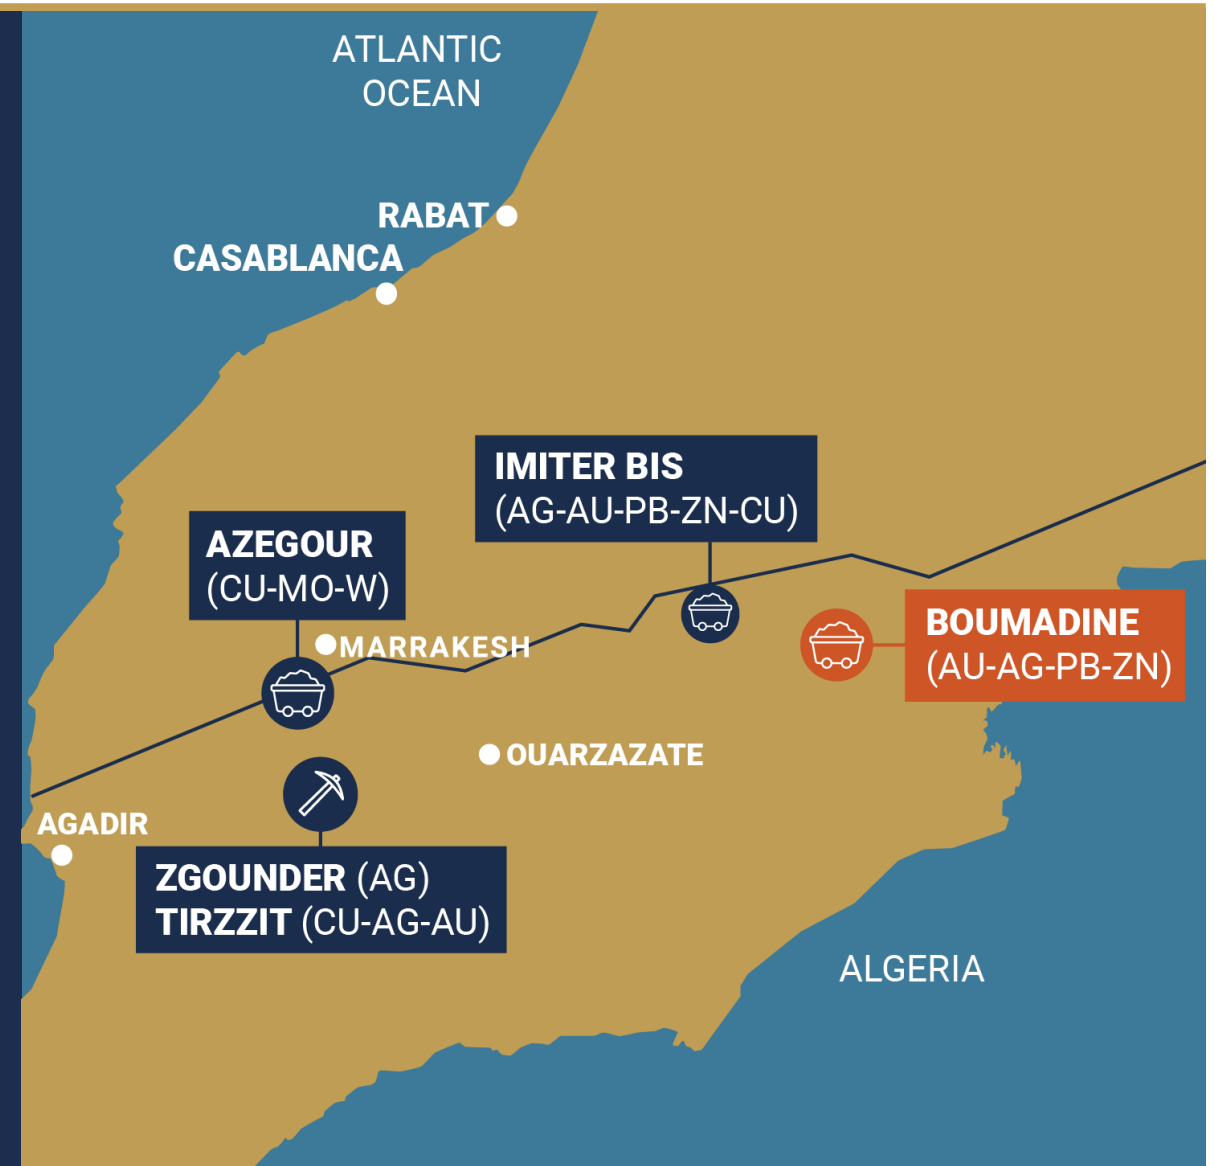 ATLANTIC
OCEAN
RABAT
CASABLANCA
IMITER BIS
(AG-AU-PB-ZN-CU)
AZEGOUR
(CU-MO-W)
BOUMADINE
(AU-AG-PB-ZN)
MARRAKESH
OUARZAZATE
AGADIR
ZGOUNDER (AG)
TIRZZIT (CU-AG-AU)
ALGERIA